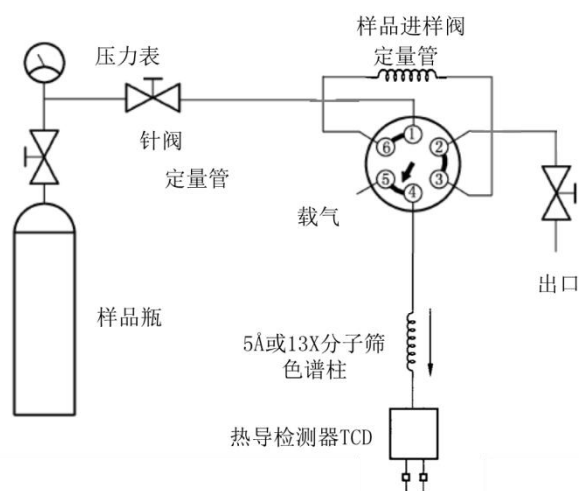 样品进样阀
定量管
压力表
针阀
定量管
①
⑥
②
⑤
③
④
载气
出口
样品瓶
5Å或13X分子筛
色谱柱
热导检测器TCD